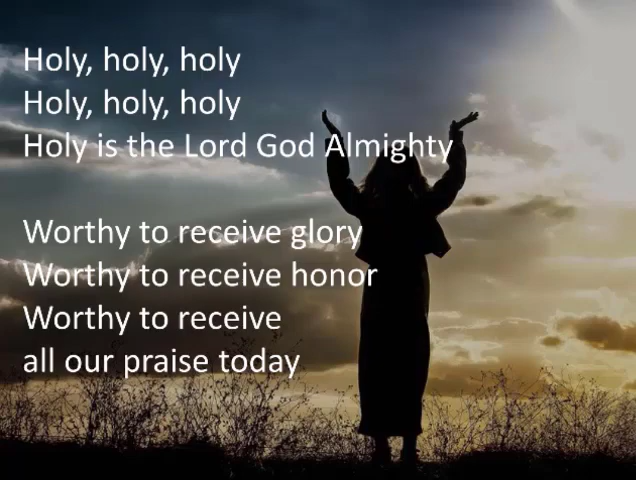 Holy, holy, holy
Holy, holy, holy
Holy is the Lord God Almighty
Worthy to receive glory
Worthy to receive honor
Worthy to receive
all our praise today